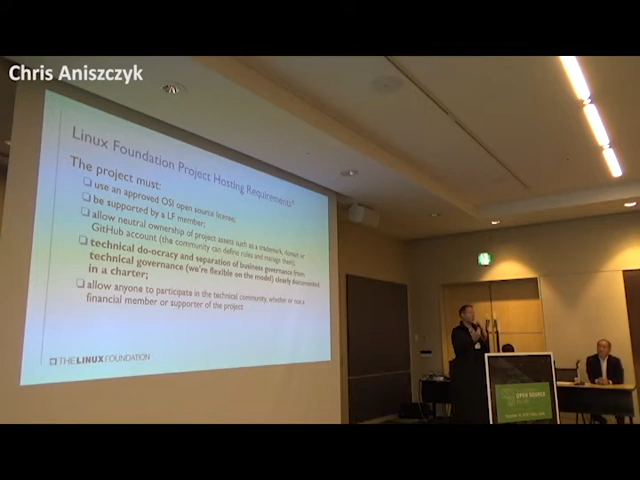 Chris Aniszczyk
Linux Foundation Project Hosting Requirements
The project must:
use an approved OSI open source license;
be supported by a LF member;
allow neutral ownership of project assets such as a trademark, domain or
GitHub account (the community can define rules and manage them);
technical do-ocracy and separation of business governance from
technical governance (we're flexible on the model) clearly documented
in a charter;
allow anyone to participate in the technical community, whether or not a
financial member or supporter of the project
THE LINUX FOUNDATION
OPEN SOURCE